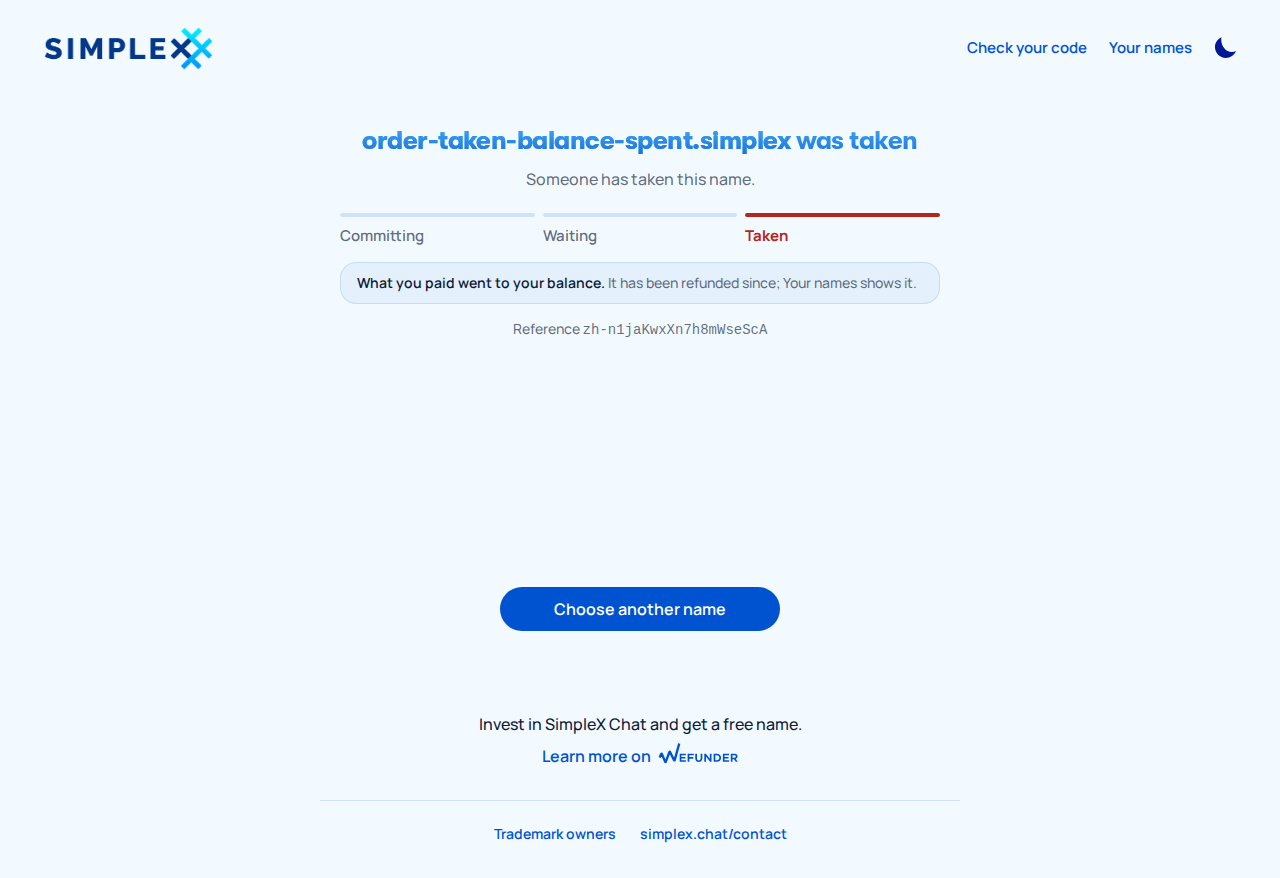 SIMPLEX
Check your code
Your names
order-taken-balance-spent.simplex was taken
Someone has taken this name.
Committing
Waiting
Taken
What you paid went to your balance. It has been refunded since; Your names shows it.
Reference zh-n1jaKwxXn7h8mWseScA
Choose another name
Invest in SimpleX Chat and get a free name.
Learn more on WEFUNDER
Trademark owners
simplex.chat/contact